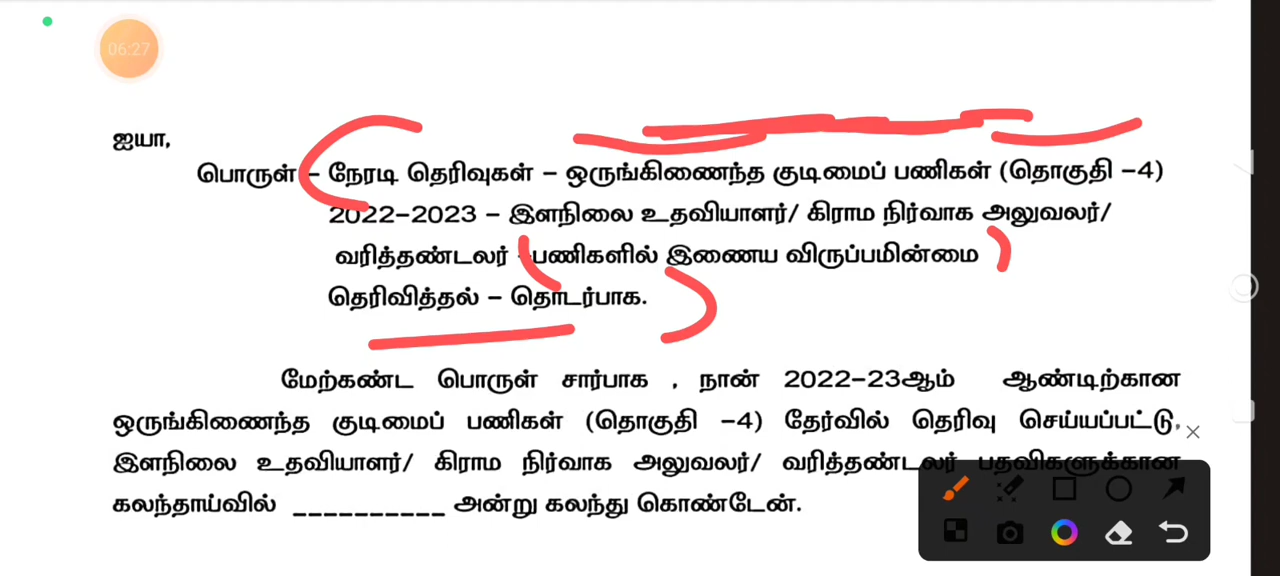 06:27
ஐயா,
பொருள் – நேரடி தெரிவுகள் – ஒருங்கிணைந்த குடிமைப் பணிகள் (தொகுதி –4)
2022–2023 – இளநிலை உதவியாளர்/ கிராம நிர்வாக அலுவலர்/
வரித்தண்டலர் –பணிகளில் இணைய விருப்பமின்மை
தெரிவித்தல் – தொடர்பாக.
மேற்கண்ட பொருள் சார்பாக , நான் 2022–23ஆம் ஆண்டிற்கான
ஒருங்கிணைந்த குடிமைப் பணிகள் (தொகுதி –4) தேர்வில் தெரிவு செய்யப்பட்டு,
இளநிலை உதவியாளர்/ கிராம நிர்வாக அலுவலர்/ வரித்தண்டலர் பதவிகளுக்கான
கலந்தாய்வில் __________ அன்று கலந்து கொண்டேன்.